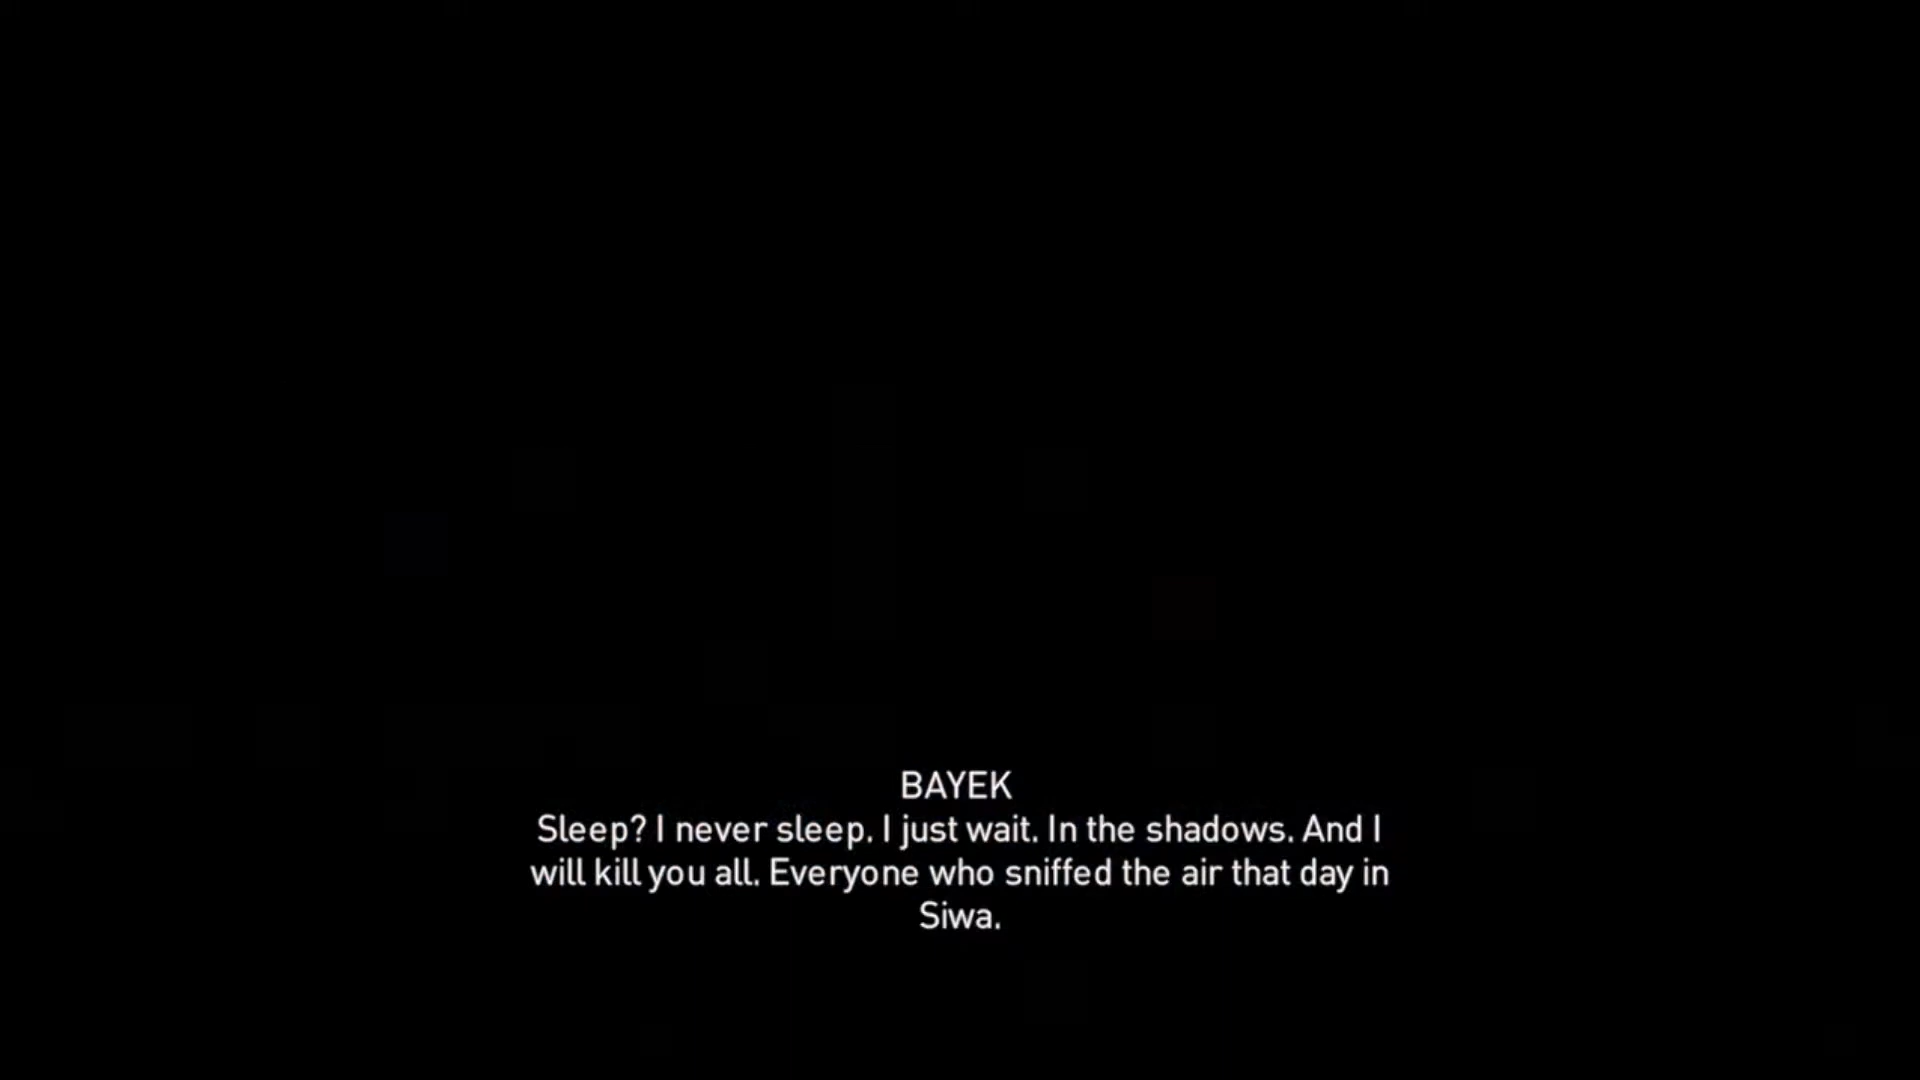 BAYEK
Sleep? I never sleep. I just wait. In the shadows. And I
will kill you all. Everyone who sniffed the air that day in
Siwa.